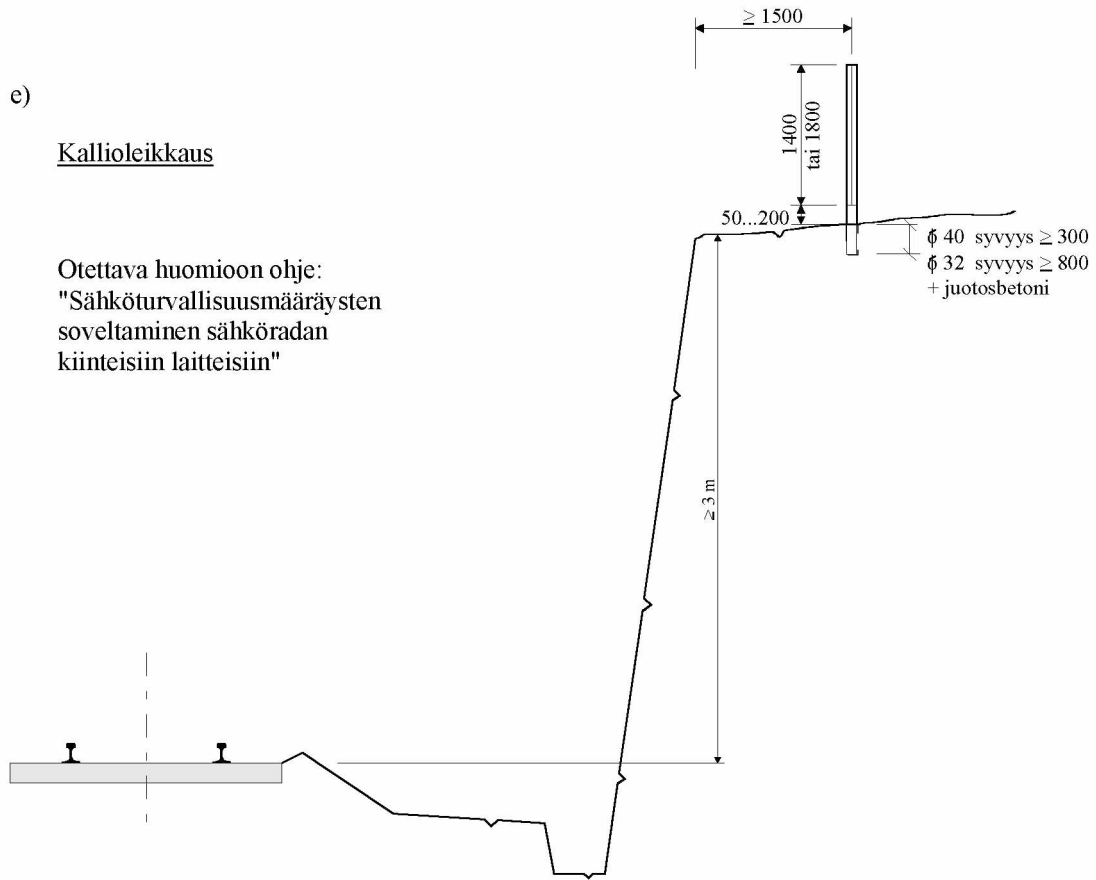 ≥ 1500
e)
Kallioleikkaus
1400
tai 1800
50...200
ϕ 40 syvyys ≥ 300
ϕ 32 syvyys ≥ 800
+ juotosbetoni
Otettava huomioon ohje:
"Sähköturvallisuusmääräysten
soveltaminen sähköradan
kiinteisiin laitteisiin"
≥ 3 m